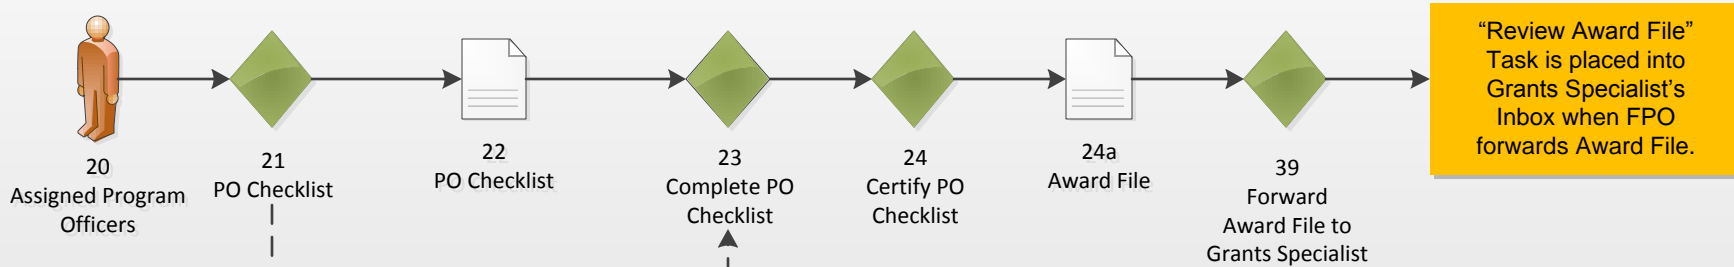 20
Assigned Program
Officers
21
PO Checklist
22
PO Checklist
23
Complete PO
Checklist
24
Certify PO
Checklist
24a
Award File
39
Forward
Award File to
Grants Specialist
“Review Award File”
Task is placed into
Grants Specialist’s
Inbox when FPO
forwards Award File.